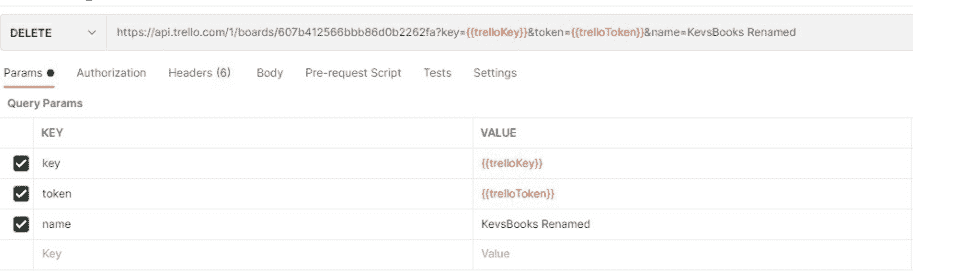 DELETE https://api.trello.com/1/boards/607b412566bbb86d0b2262fa?key={{trelloKey}}&token={{trelloToken}}&name=KevsBooks Renamed
Params Authorization Headers (6) Body Pre-request Script Tests Settings
Query Params
KEY VALUE
key {{trelloKey}}
token {{trelloToken}}
name KevsBooks Renamed
Key Value